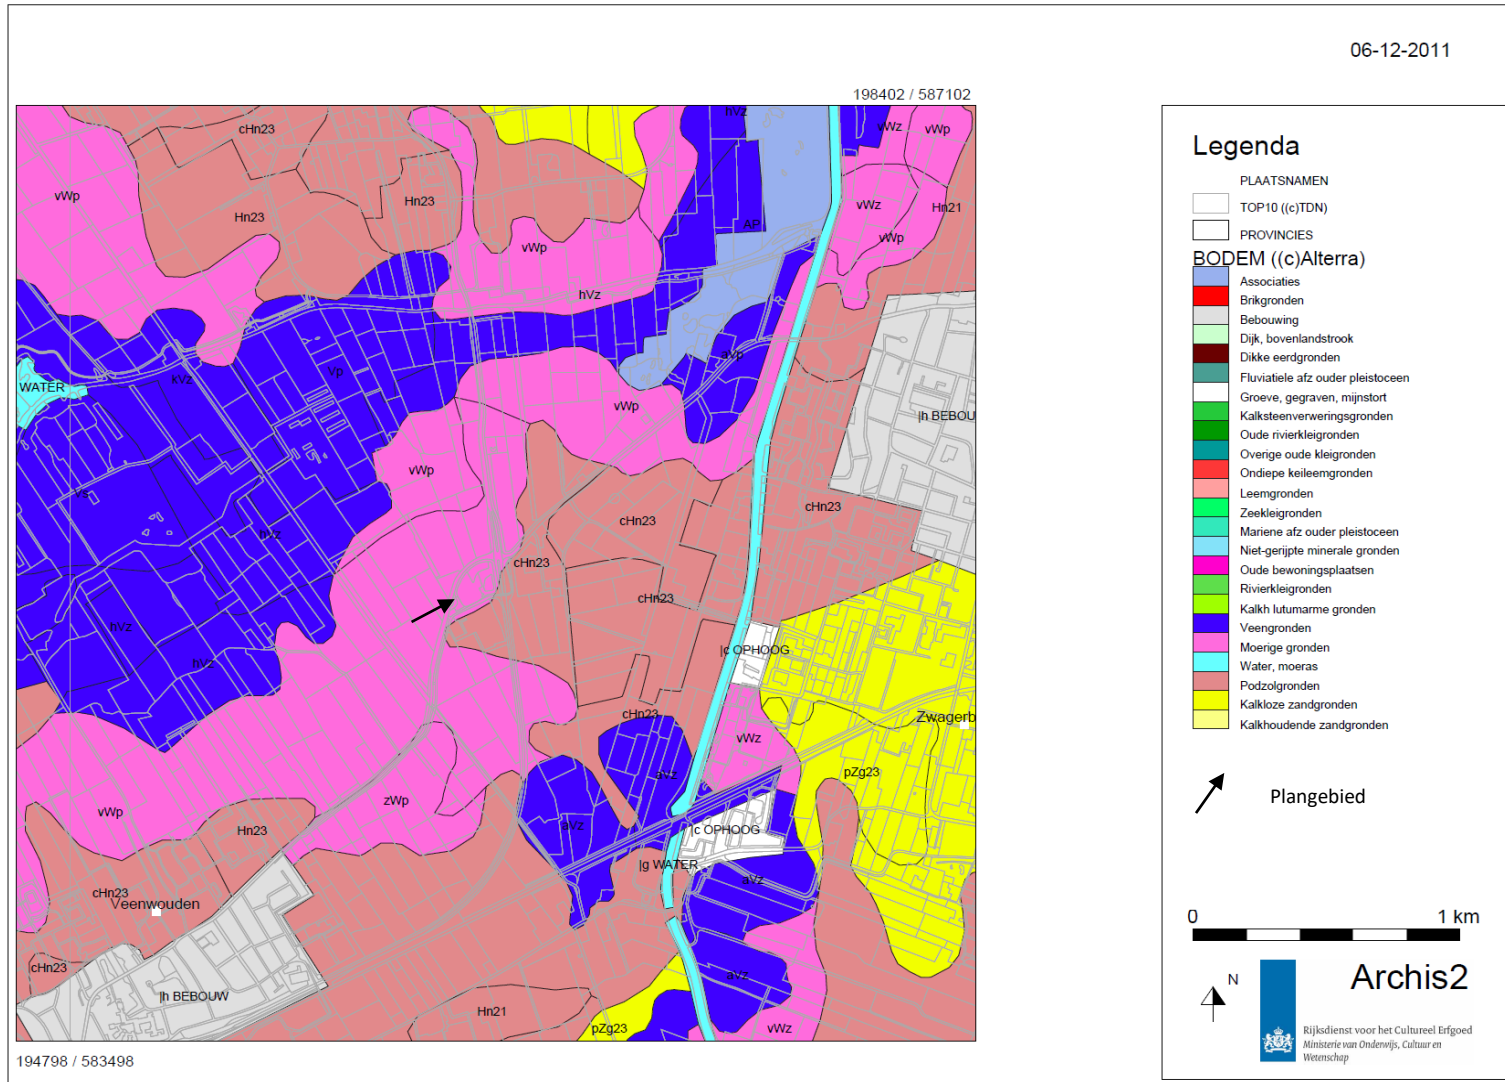 06-12-2011
198402 / 587102
cHn23
hVz
vWz
vWp
vWp
Hn23
Hn23
vWz
Hn21
AP
vWp
vWp
hVz
WATER
kVz
Vp
aVp
vWp
|h BEBOU
vWp
Vs
hVz
cHn23
cHn23
cHn23
cHn23
hVz
hVz
|c OPHOOG
cHn23
vWz
Zwagerb
pZg23
aVz
zWp
vWp
Hn23
aVz
|c OPHOOG
|g WATER
aVz
cHn23
Veenwouden
cHn23
aVz
|h BEBOUW
Hn21
pZg23
vWz
194798 / 583498
Legenda
PLAATSNAMEN
TOP10 ((c)TDN)
PROVINCIES
BODEM ((c)Alterra)
Associaties
Brikgronden
Bebouwing
Dijk, bovenlandstrook
Dikke eerdgronden
Fluviatiele afz ouder pleistoceen
Groeve, gegraven, mijnstort
Kalksteenverweringsgronden
Oude rivierkleigronden
Overige oude kleigronden
Ondiepe keileemgronden
Leemgronden
Zeekleigronden
Mariene afz ouder pleistoceen
Niet-gerijpte minerale gronden
Oude bewoningsplaatsen
Rivierkleigronden
Kalkh lutumarme gronden
Veengronden
Moerige gronden
Water, moeras
Podzolgronden
Kalkloze zandgronden
Kalkhoudende zandgronden
Plangebied
0 1 km
N
Archis2
Rijksdienst voor het Cultureel Erfgoed
Ministerie van Onderwijs, Cultuur en
Wetenschap